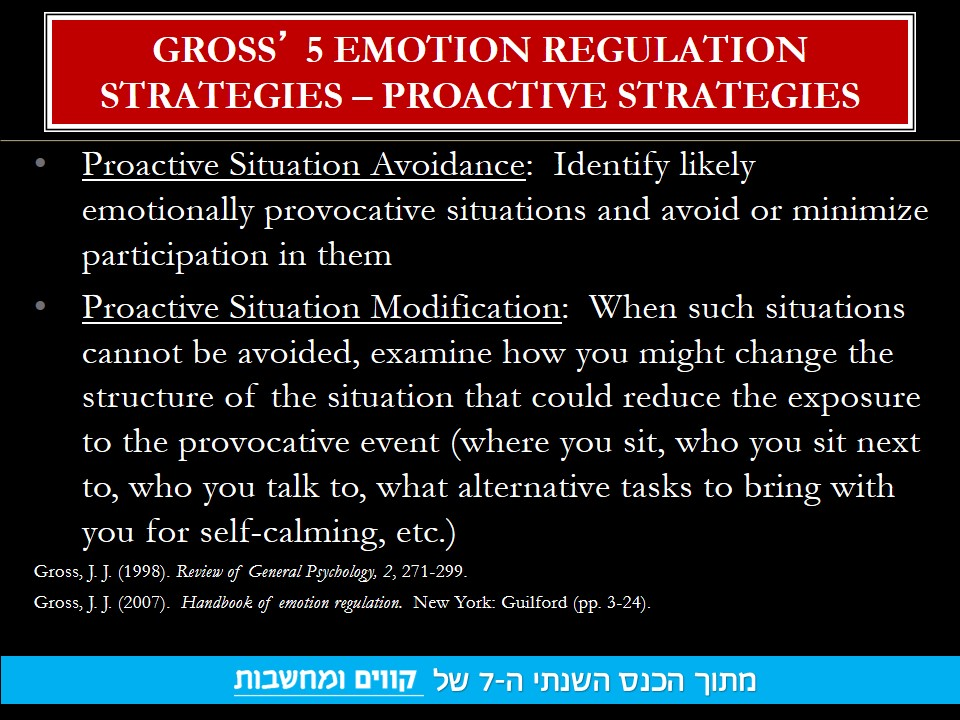 GROSS’ 5 EMOTION REGULATION
STRATEGIES – PROACTIVE STRATEGIES
• Proactive Situation Avoidance: Identify likely
emotionally provocative situations and avoid or minimize
participation in them
• Proactive Situation Modification: When such situations
cannot be avoided, examine how you might change the
structure of the situation that could reduce the exposure
to the provocative event (where you sit, who you sit next
to, who you talk to, what alternative tasks to bring with
you for self-calming, etc.)
Gross, J. J. (1998). Review of General Psychology, 2, 271-299.
Gross, J. J. (2007). Handbook of emotion regulation. New York: Guilford (pp. 3-24).
מתוך הכנס השנתי ה-7 של קווים ומחשבות